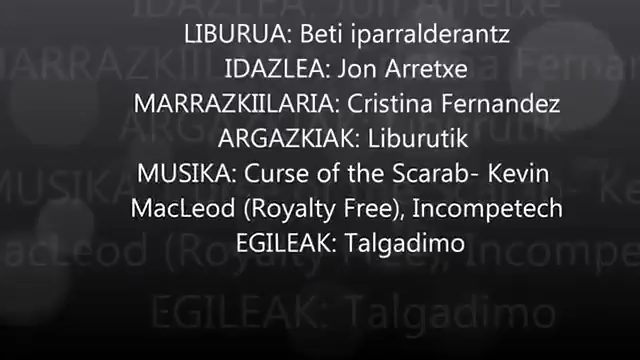 LIBURUA: Beti iparralderantz
IDAZLEA: Jon Arretxe
MARRAZKIILARIA: Cristina Fernandez
ARGAZKIAK: Liburutik
MUSIKA: Curse of the Scarab- Kevin
MacLeod (Royalty Free), Incompetech
EGILEAK: Talgadimo